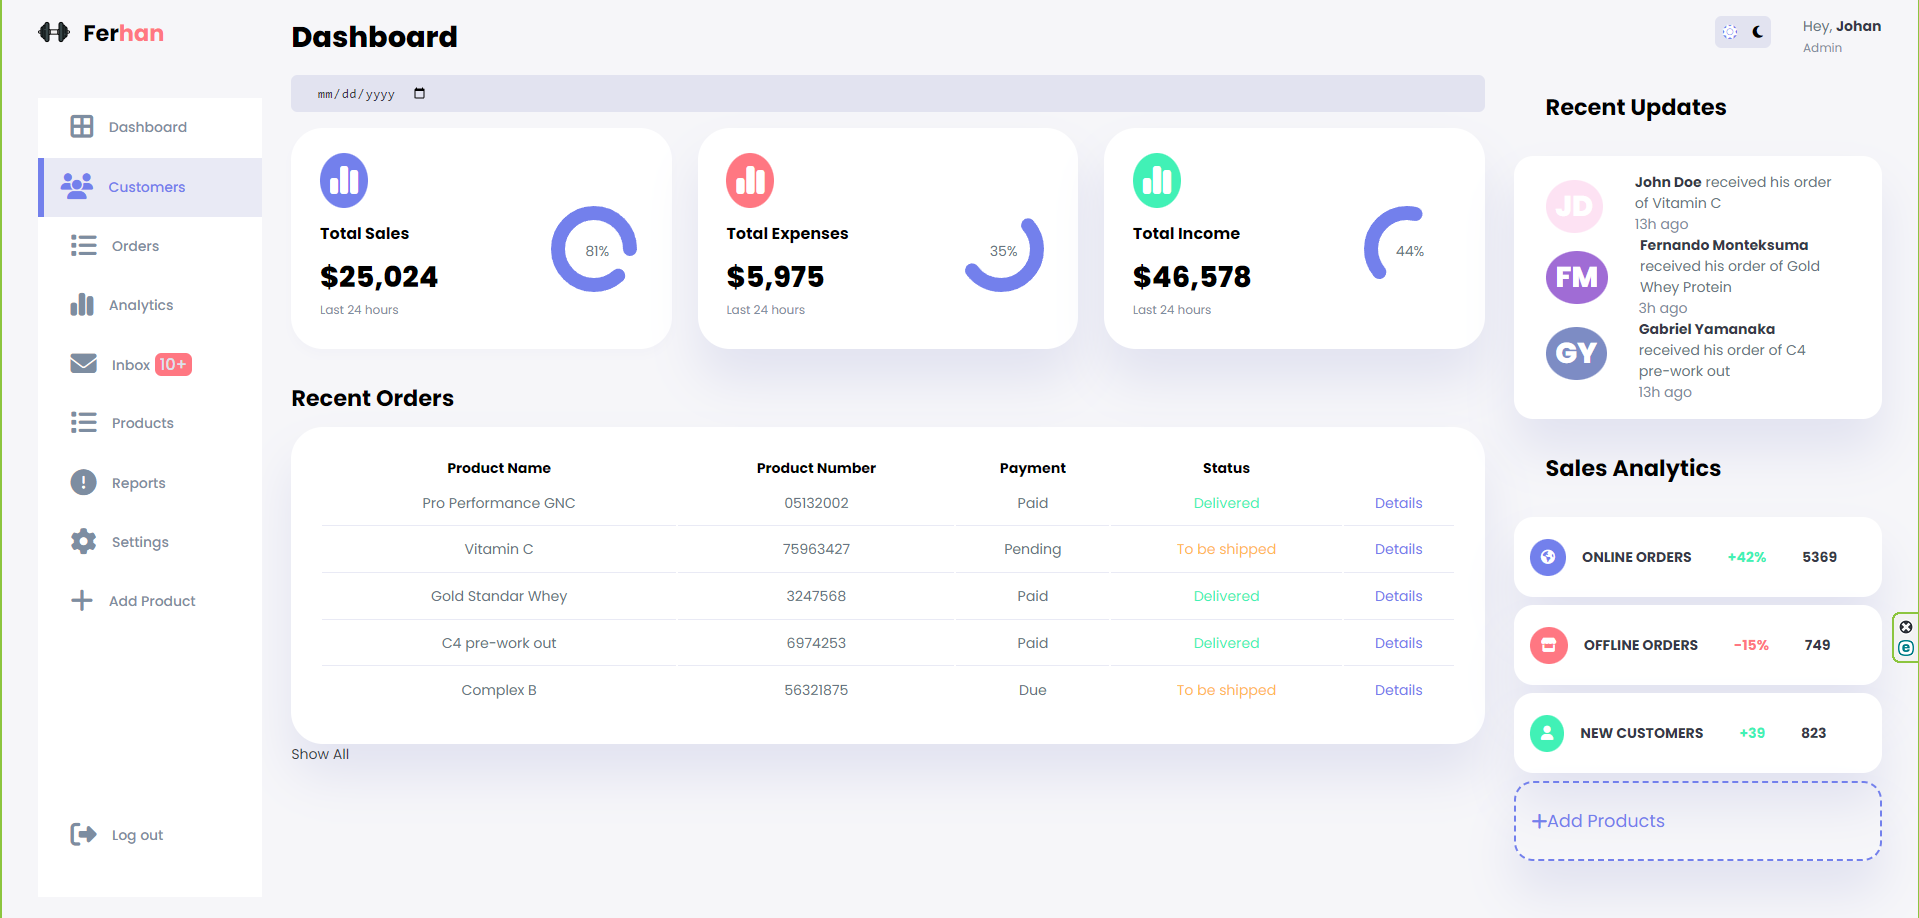 Ferhan
Dashboard
Customers
Orders
Analytics
Inbox 10+
Products
Reports
Settings
Add Product
Log out
Dashboard
mm/dd/yyyy
Total Sales
$25,024
Last 24 hours
81%
Total Expenses
$5,975
Last 24 hours
35%
Total Income
$46,578
Last 24 hours
44%
Recent Orders
Product Name Product Number Payment Status
Pro Performance GNC 05132002 Paid Delivered Details
Vitamin C 75963427 Pending To be shipped Details
Gold Standar Whey 3247568 Paid Delivered Details
C4 pre-work out 6974253 Paid Delivered Details
Complex B 56321875 Due To be shipped Details
Show All
Hey, Johan
Admin
Recent Updates
JD
John Doe received his order
of Vitamin C
13h ago
FM
Fernando Monteksuma
received his order of Gold
Whey Protein
3h ago
GY
Gabriel Yamanaka
received his order of C4
pre-work out
13h ago
Sales Analytics
ONLINE ORDERS +42% 5369
OFFLINE ORDERS -15% 749
NEW CUSTOMERS +39 823
+Add Products